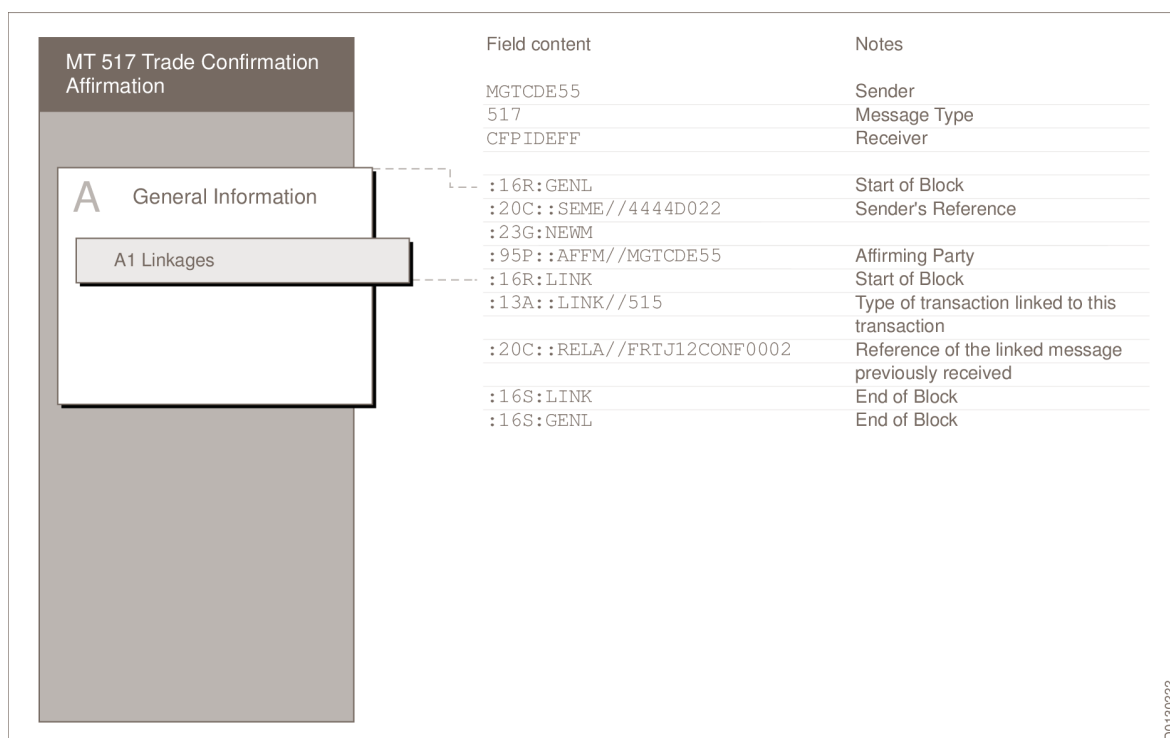 MT 517 Trade Confirmation
Affirmation
A General Information
A1 Linkages
Field content Notes
MGTCDE55 Sender
517 Message Type
CFPIDEFF Receiver
:16R:GENL Start of Block
:20C::SEME//4444D022 Sender's Reference
:23G:NEWM
:95P::AFFM//MGTCDE55 Affirming Party
:16R:LINK Start of Block
:13A::LINK//515 Type of transaction linked to this
transaction
:20C::RELA//FRTJ12CONF0002 Reference of the linked message
previously received
:16S:LINK End of Block
:16S:GENL End of Block